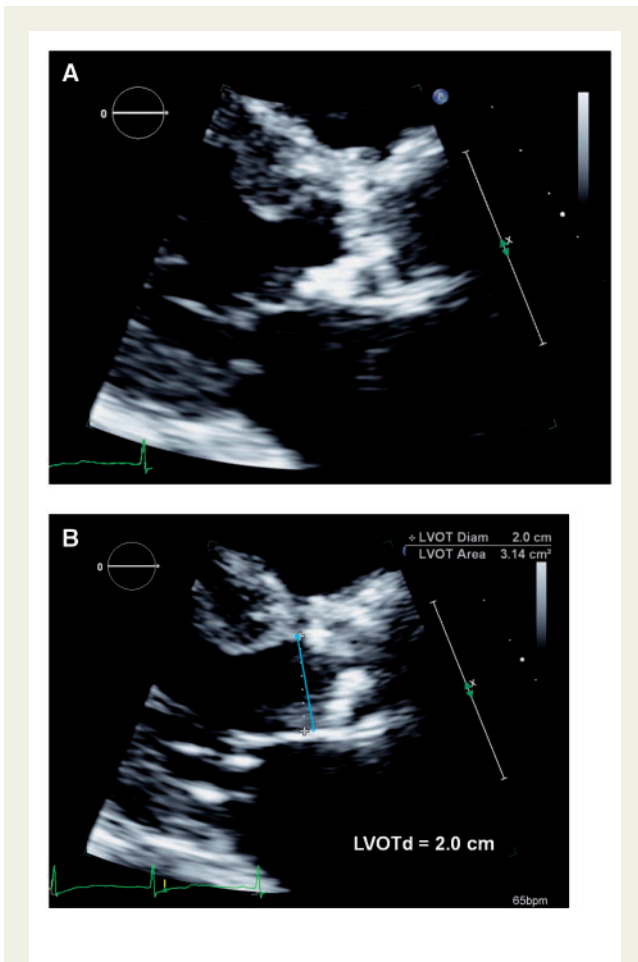 A
0
P
X
B
0
LVOT Diam 2.0 cm
LVOT Area 3.14 cm²
X
LVOTd = 2.0 cm
65bpm